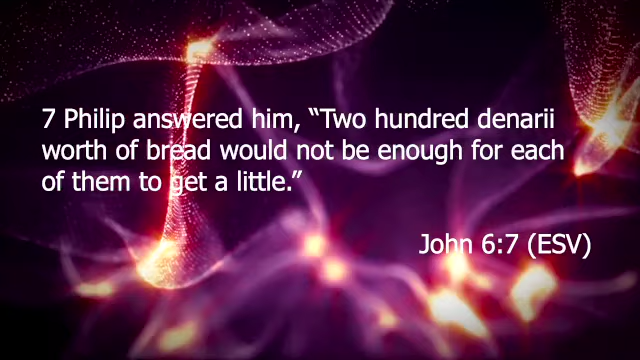 7 Philip answered him, “Two hundred denarii
worth of bread would not be enough for each
of them to get a little.”
John 6:7 (ESV)